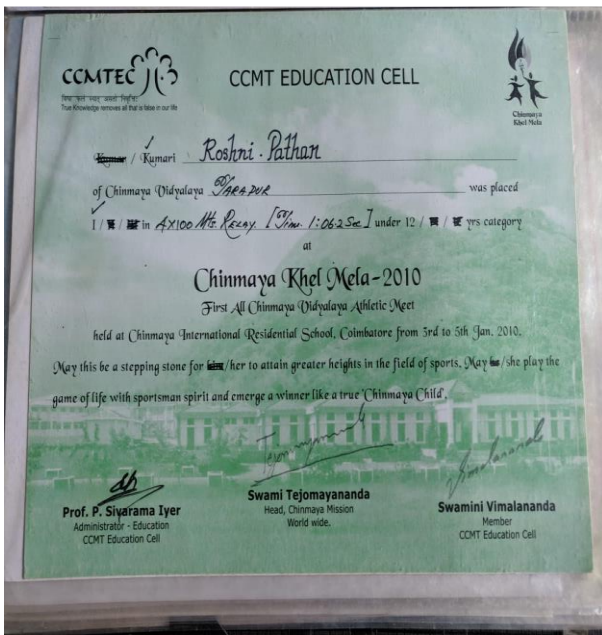 CCMTEC
True Knowledge removes all that is false in our life
CCMT EDUCATION CELL
Chinmaya
Khel Mela
Kumar / Kumari Roshni. Pathan
of Chinmaya Vidyalaya TARAPUR was placed
I / II / III in 4X100 Mts. RELAY [Tim. 1:06.2 Sec] under 12 / yrs category
at
Chinmaya Khel Mela-2010
First All Chinmaya Vidyalaya Athletic Meet
held at Chinmaya International Residential School, Coimbatore from 3rd to 5th Jan. 2010.
May this be a stepping stone for him/her to attain greater heights in the field of sports. May he/she play the
game of life with sportsman spirit and emerge a winner like a true 'Chinmaya Child'.
Tejomayananda
Vimalananda
Prof. P. Sivarama Iyer
Administrator - Education
CCMT Education Cell
Swami Tejomayananda
Head, Chinmaya Mission
World wide.
Swamini Vimalananda
Member
CCMT Education Cell